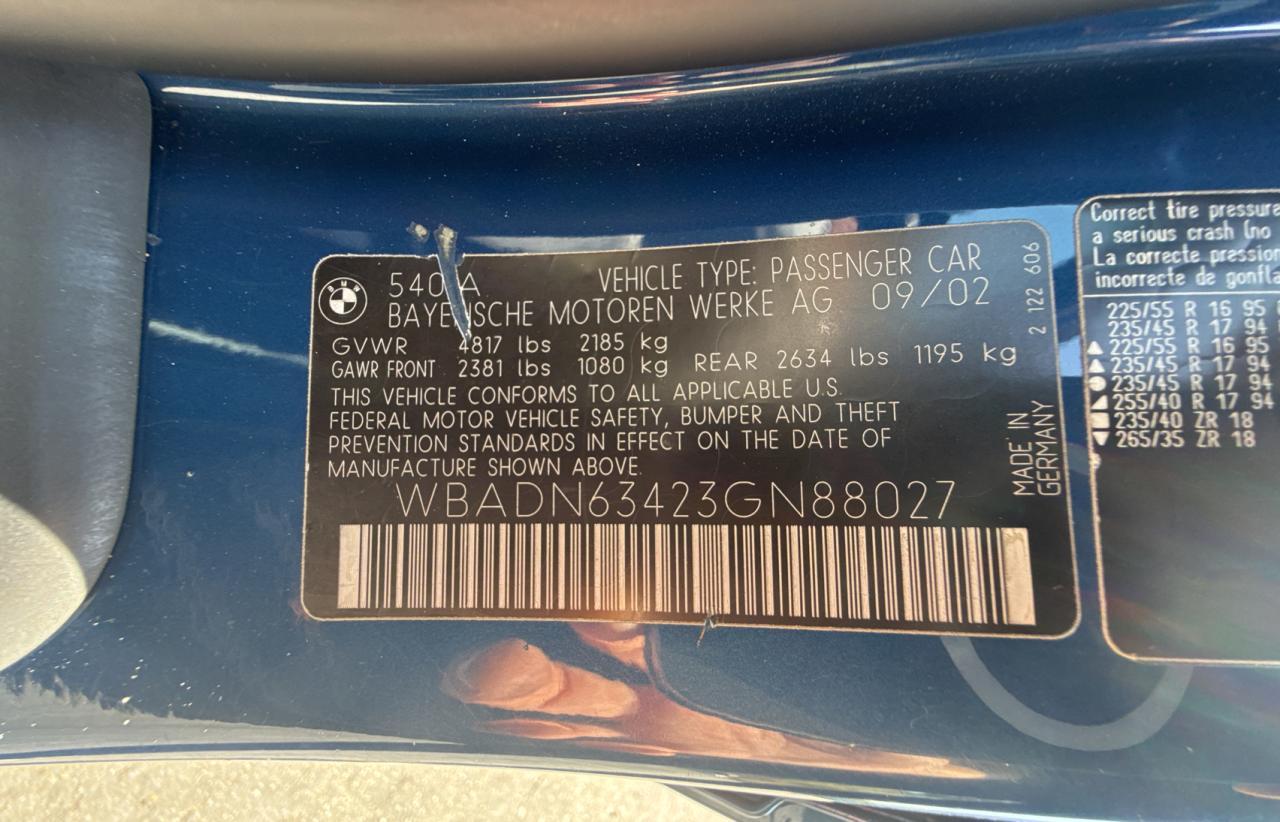 BMW
540iA VEHICLE TYPE: PASSENGER CAR
BAYERISCHE MOTOREN WERKE AG 09/02
GVWR 4817 lbs 2185 kg
GAWR FRONT 2381 lbs 1080 kg REAR 2634 lbs 1195 kg
THIS VEHICLE CONFORMS TO ALL APPLICABLE U.S.
FEDERAL MOTOR VEHICLE SAFETY, BUMPER AND THEFT
PREVENTION STANDARDS IN EFFECT ON THE DATE OF
MANUFACTURE SHOWN ABOVE.
WBADN63423GN88027
2 122 606
MADE IN
GERMANY
Correct tire pressure
a serious crash (no
La correcte pression
incorrecte de gonfla
225/55 R 16 95
235/45 R 17 94
225/55 R 16 95
235/45 R 17 94
235/45 R 17 94
255/40 R 17 94
235/40 ZR 18
265/35 ZR 18